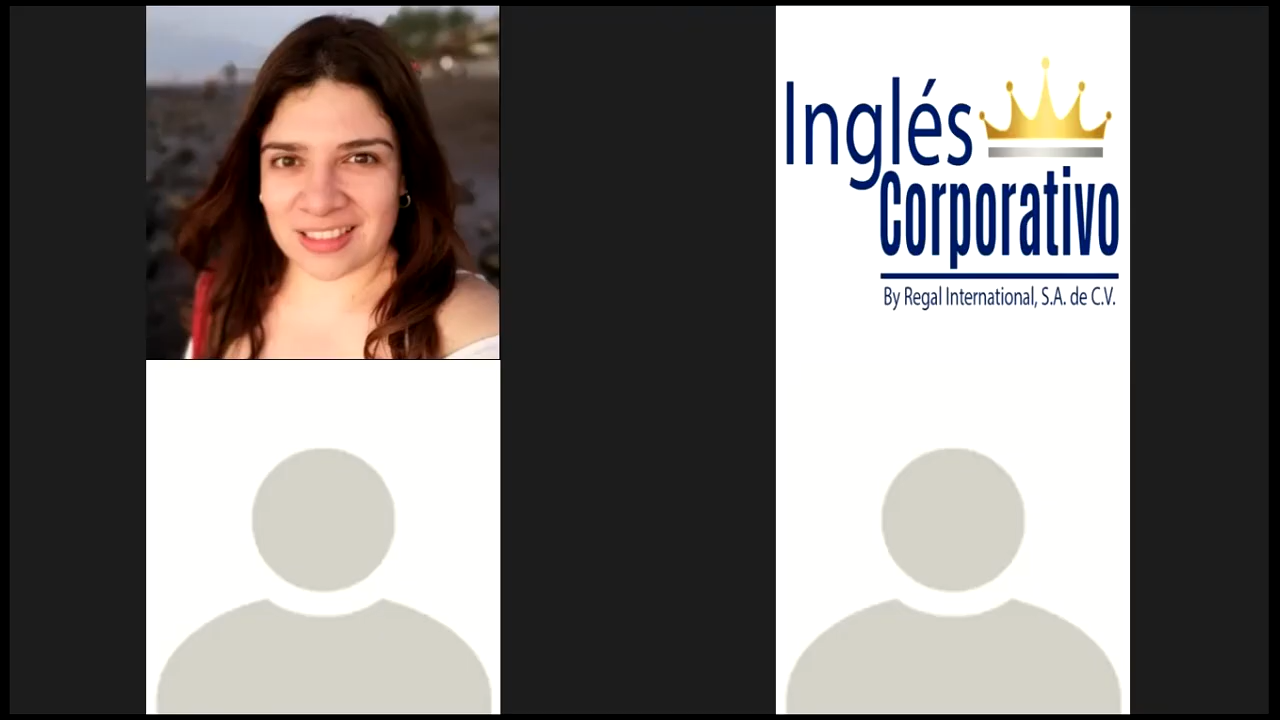 Inglés
Corporativo
By Regal International, S.A. de C.V.